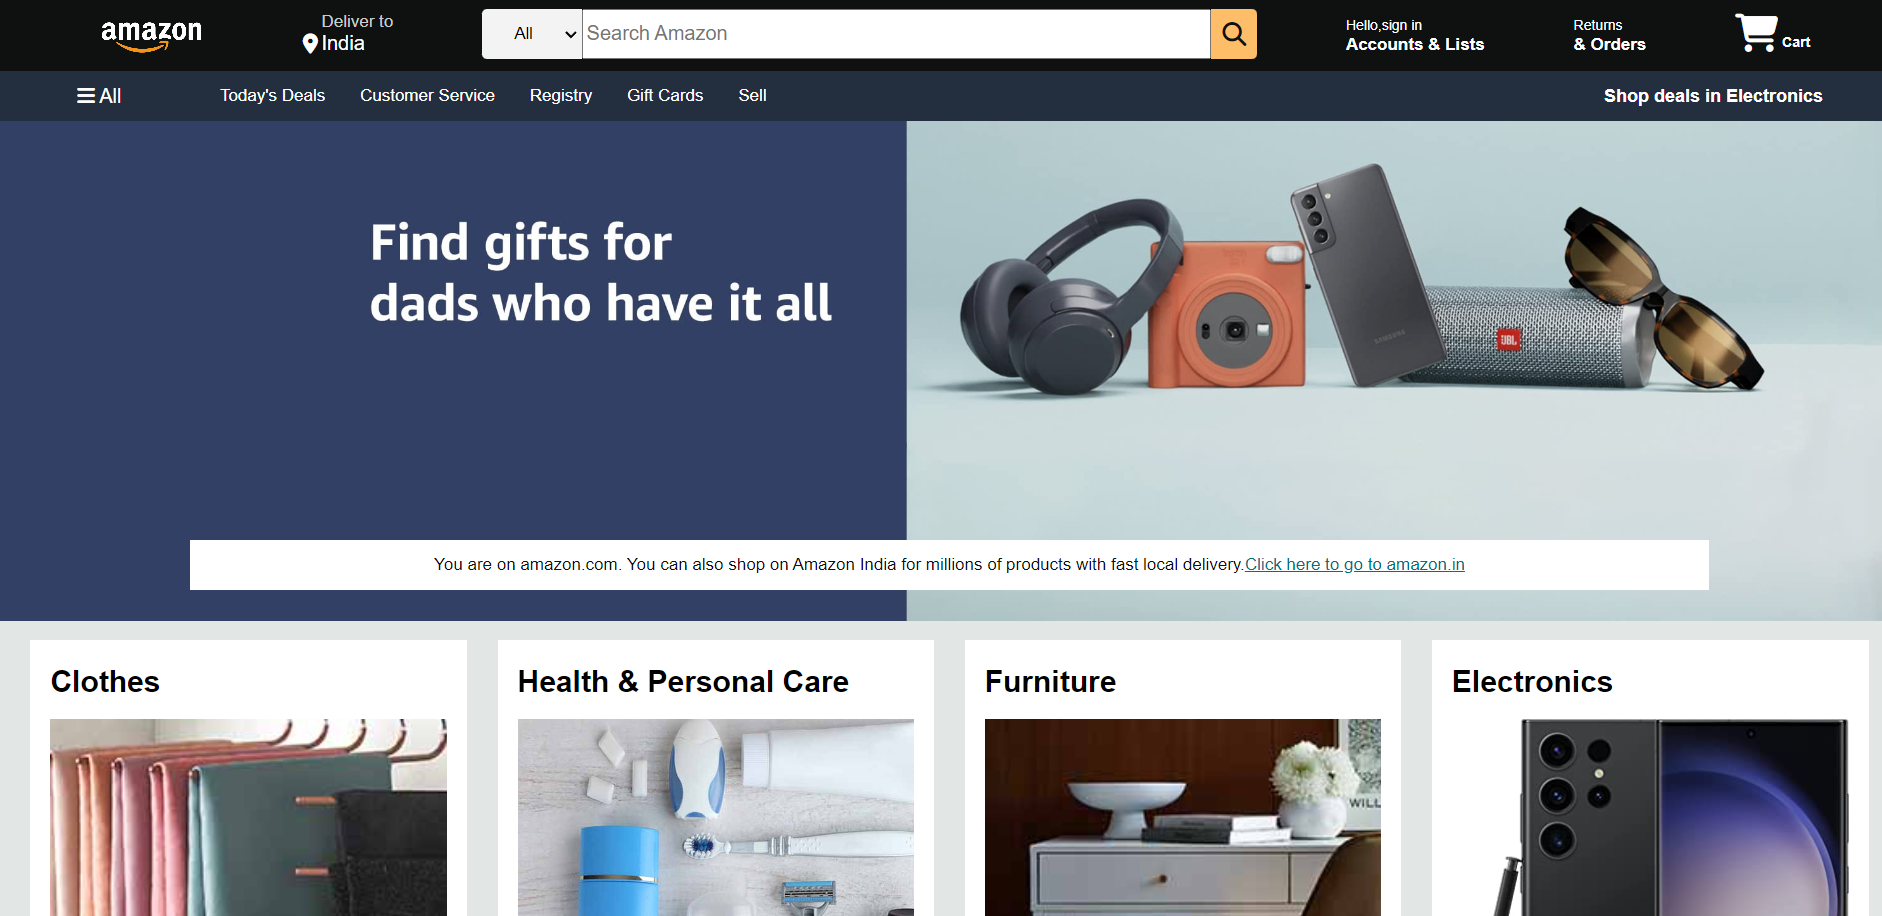 amazon
Deliver to
India
All
Search Amazon
Hello,sign in
Accounts & Lists
Returns
& Orders
Cart
All
Today's Deals
Customer Service
Registry
Gift Cards
Sell
Shop deals in Electronics
Find gifts for
dads who have it all
SAMSUNG
JBL
You are on amazon.com. You can also shop on Amazon India for millions of products with fast local delivery.Click here to go to amazon.in
Clothes
Health & Personal Care
Furniture
Electronics
WILL